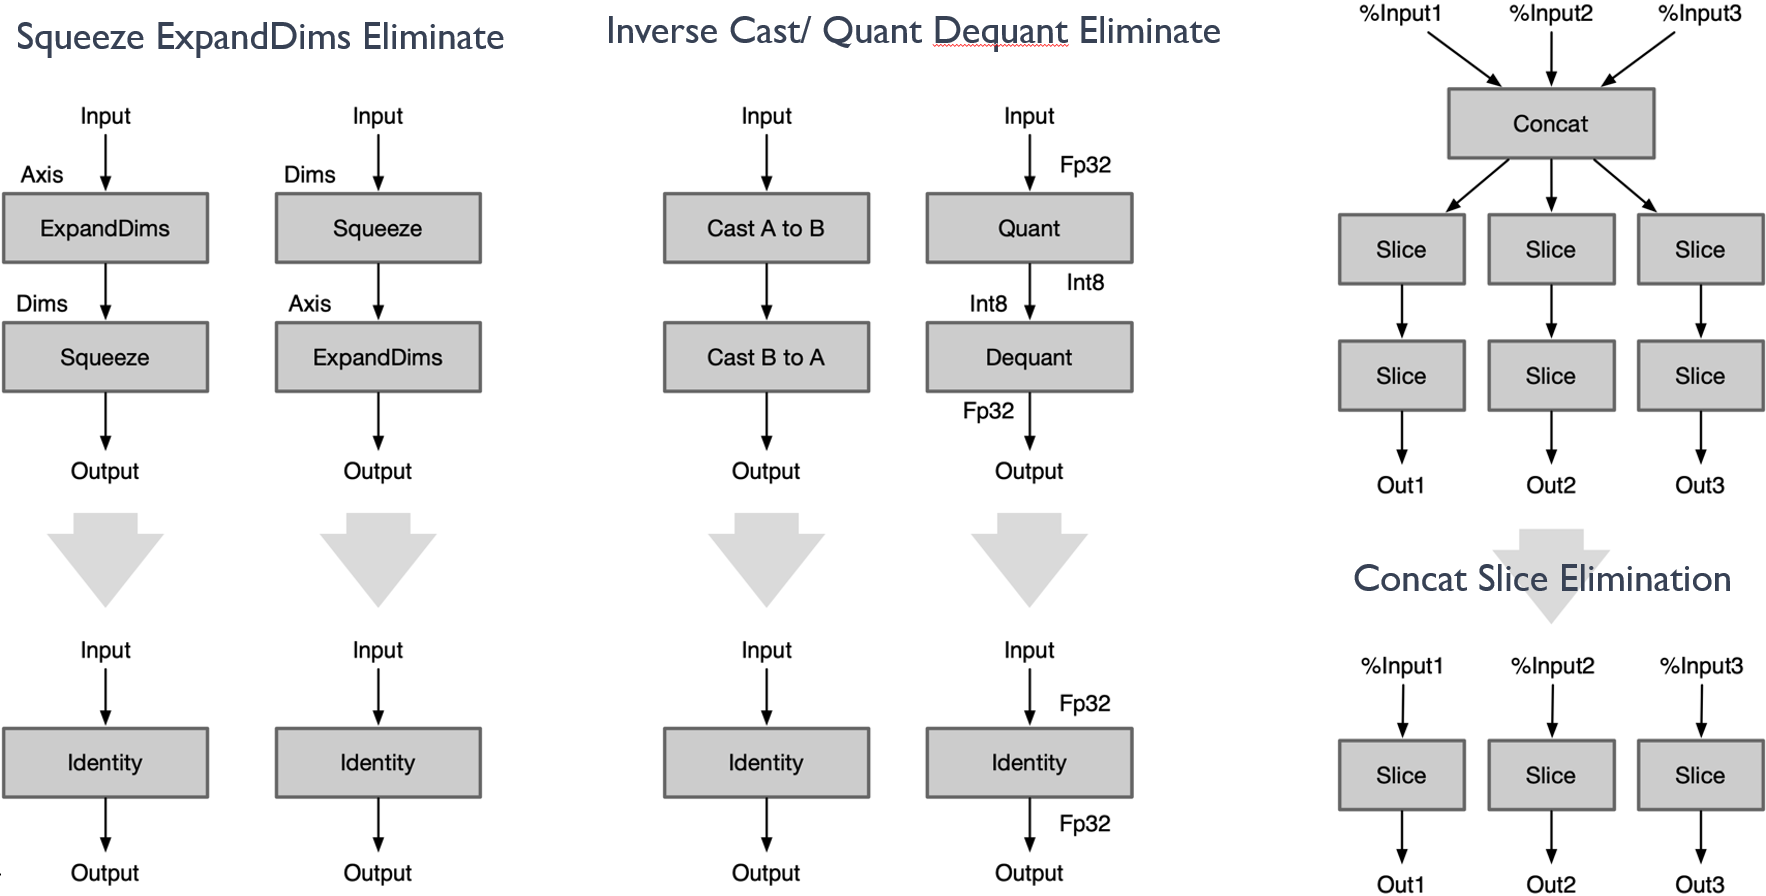 Squeeze ExpandDims Eliminate
Input
Axis
ExpandDims
Dims
Squeeze
Output
Input
Identity
Output
Input
Dims
Squeeze
Axis
ExpandDims
Output
Input
Identity
Output
Inverse Cast/ Quant Dequant Eliminate
Input
Cast A to B
Cast B to A
Output
Input
Identity
Output
Input
Fp32
Quant
Int8
Int8
Dequant
Fp32
Output
Input
Fp32
Identity
Fp32
Output
%Input1 %Input2 %Input3
Concat
Slice Slice Slice
Slice Slice Slice
Out1 Out2 Out3
Concat Slice Elimination
%Input1 %Input2 %Input3
Slice Slice Slice
Out1 Out2 Out3